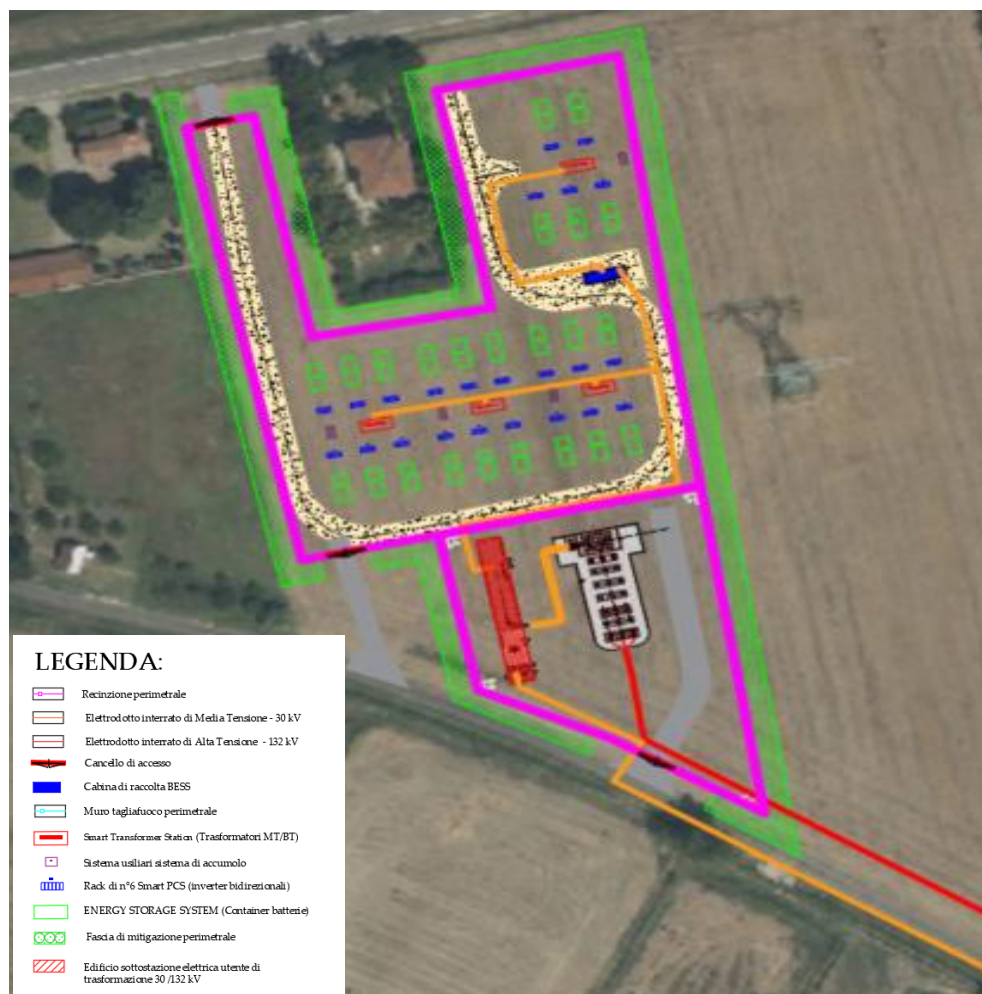 LEGENDA:
Recinzione perimetrale
Elettrodotto interrato di Media Tensione - 30 kV
Elettrodotto interrato di Alta Tensione - 132 kV
Cancello di accesso
Cabina di raccolta BESS
Muro tagliafuoco perimetrale
Smart Transformer Station (Trasformatori MT/BT)
Sistema usiliari sistema di accumolo
Rack di n°6 Smart PCS (inverter bidirezionali)
ENERGY STORAGE SYSTEM (Container batterie)
Fascia di mitigazione perimetrale
Edificio sottostazione elettrica utente di
trasformazione 30 /132 kV